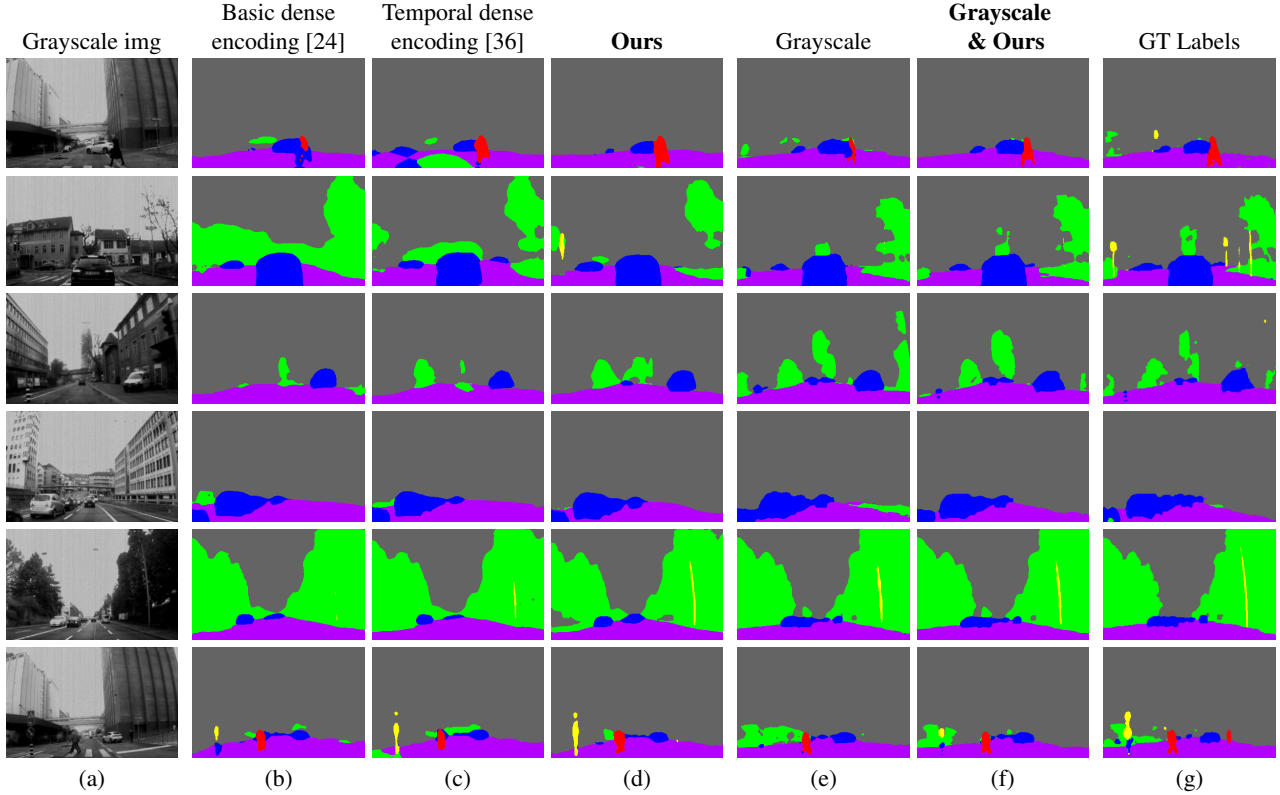 Grayscale img
Basic dense
encoding [24]
Temporal dense
encoding [36]
Ours
Grayscale
Grayscale
& Ours
GT Labels
(a)
(b)
(c)
(d)
(e)
(f)
(g)